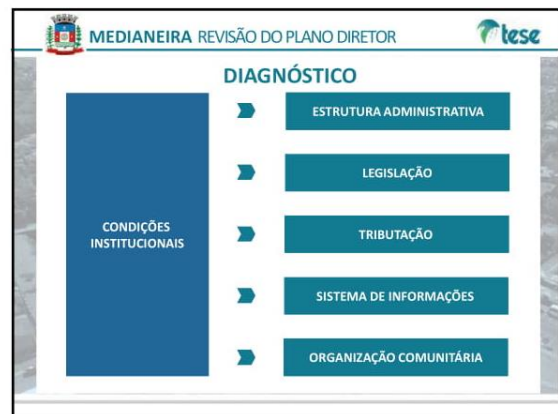 MEDIANEIRA REVISÃO DO PLANO DIRETOR
tese
DIAGNÓSTICO
CONDIÇÕES
INSTITUCIONAIS
ESTRUTURA ADMINISTRATIVA
LEGISLAÇÃO
TRIBUTAÇÃO
SISTEMA DE INFORMAÇÕES
ORGANIZAÇÃO COMUNITÁRIA